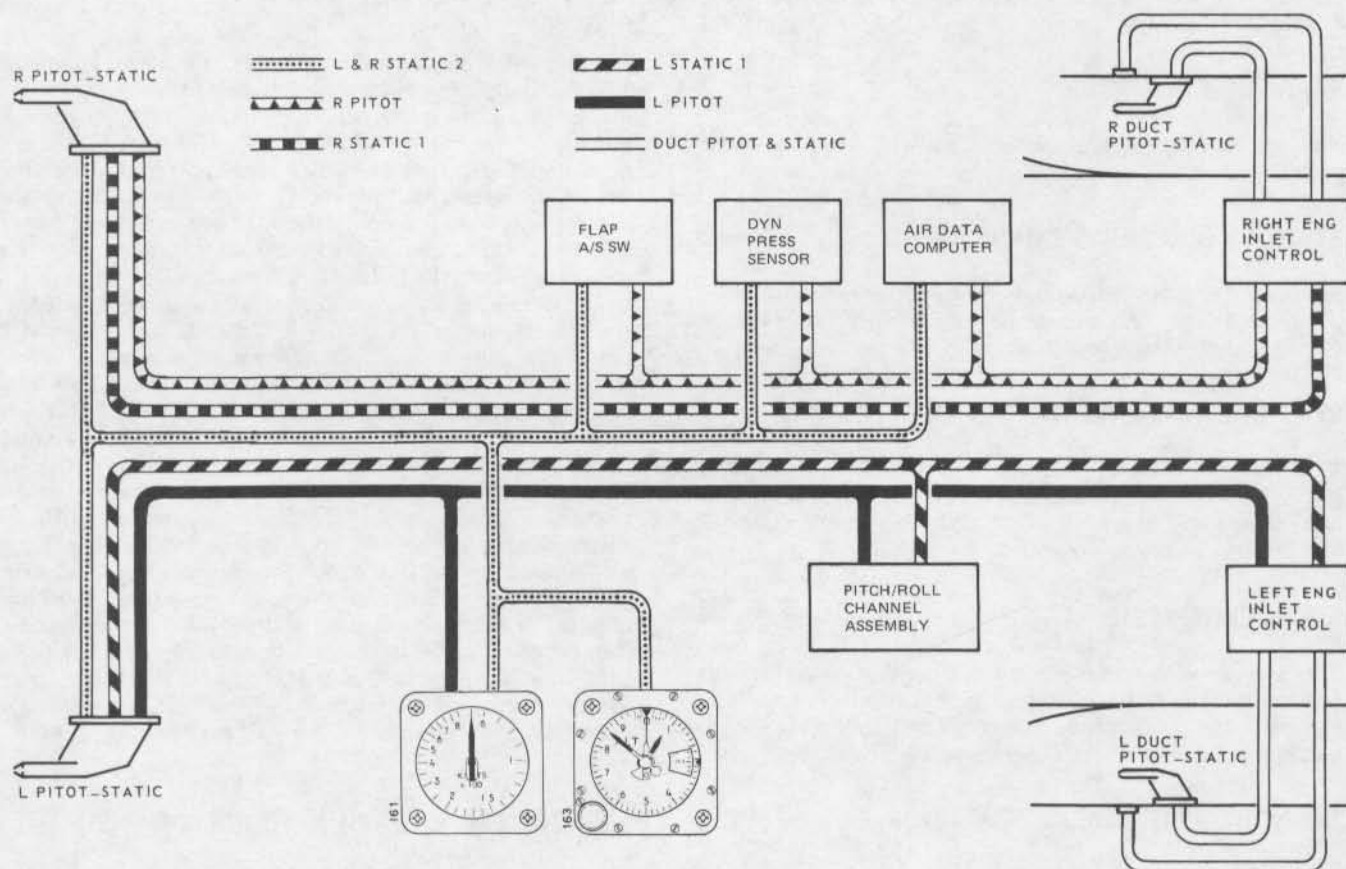 R PITOT-STATIC
L & R STATIC 2
R PITOT
R STATIC 1
L STATIC 1
L PITOT
DUCT PITOT & STATIC
R DUCT
PITOT-STATIC
FLAP
A/S SW
DYN
PRESS
SENSOR
AIR DATA
COMPUTER
RIGHT ENG
INLET
CONTROL
PITCH/ROLL
CHANNEL
ASSEMBLY
LEFT ENG
INLET
CONTROL
L DUCT
PITOT-STATIC
L PITOT-STATIC
161
163